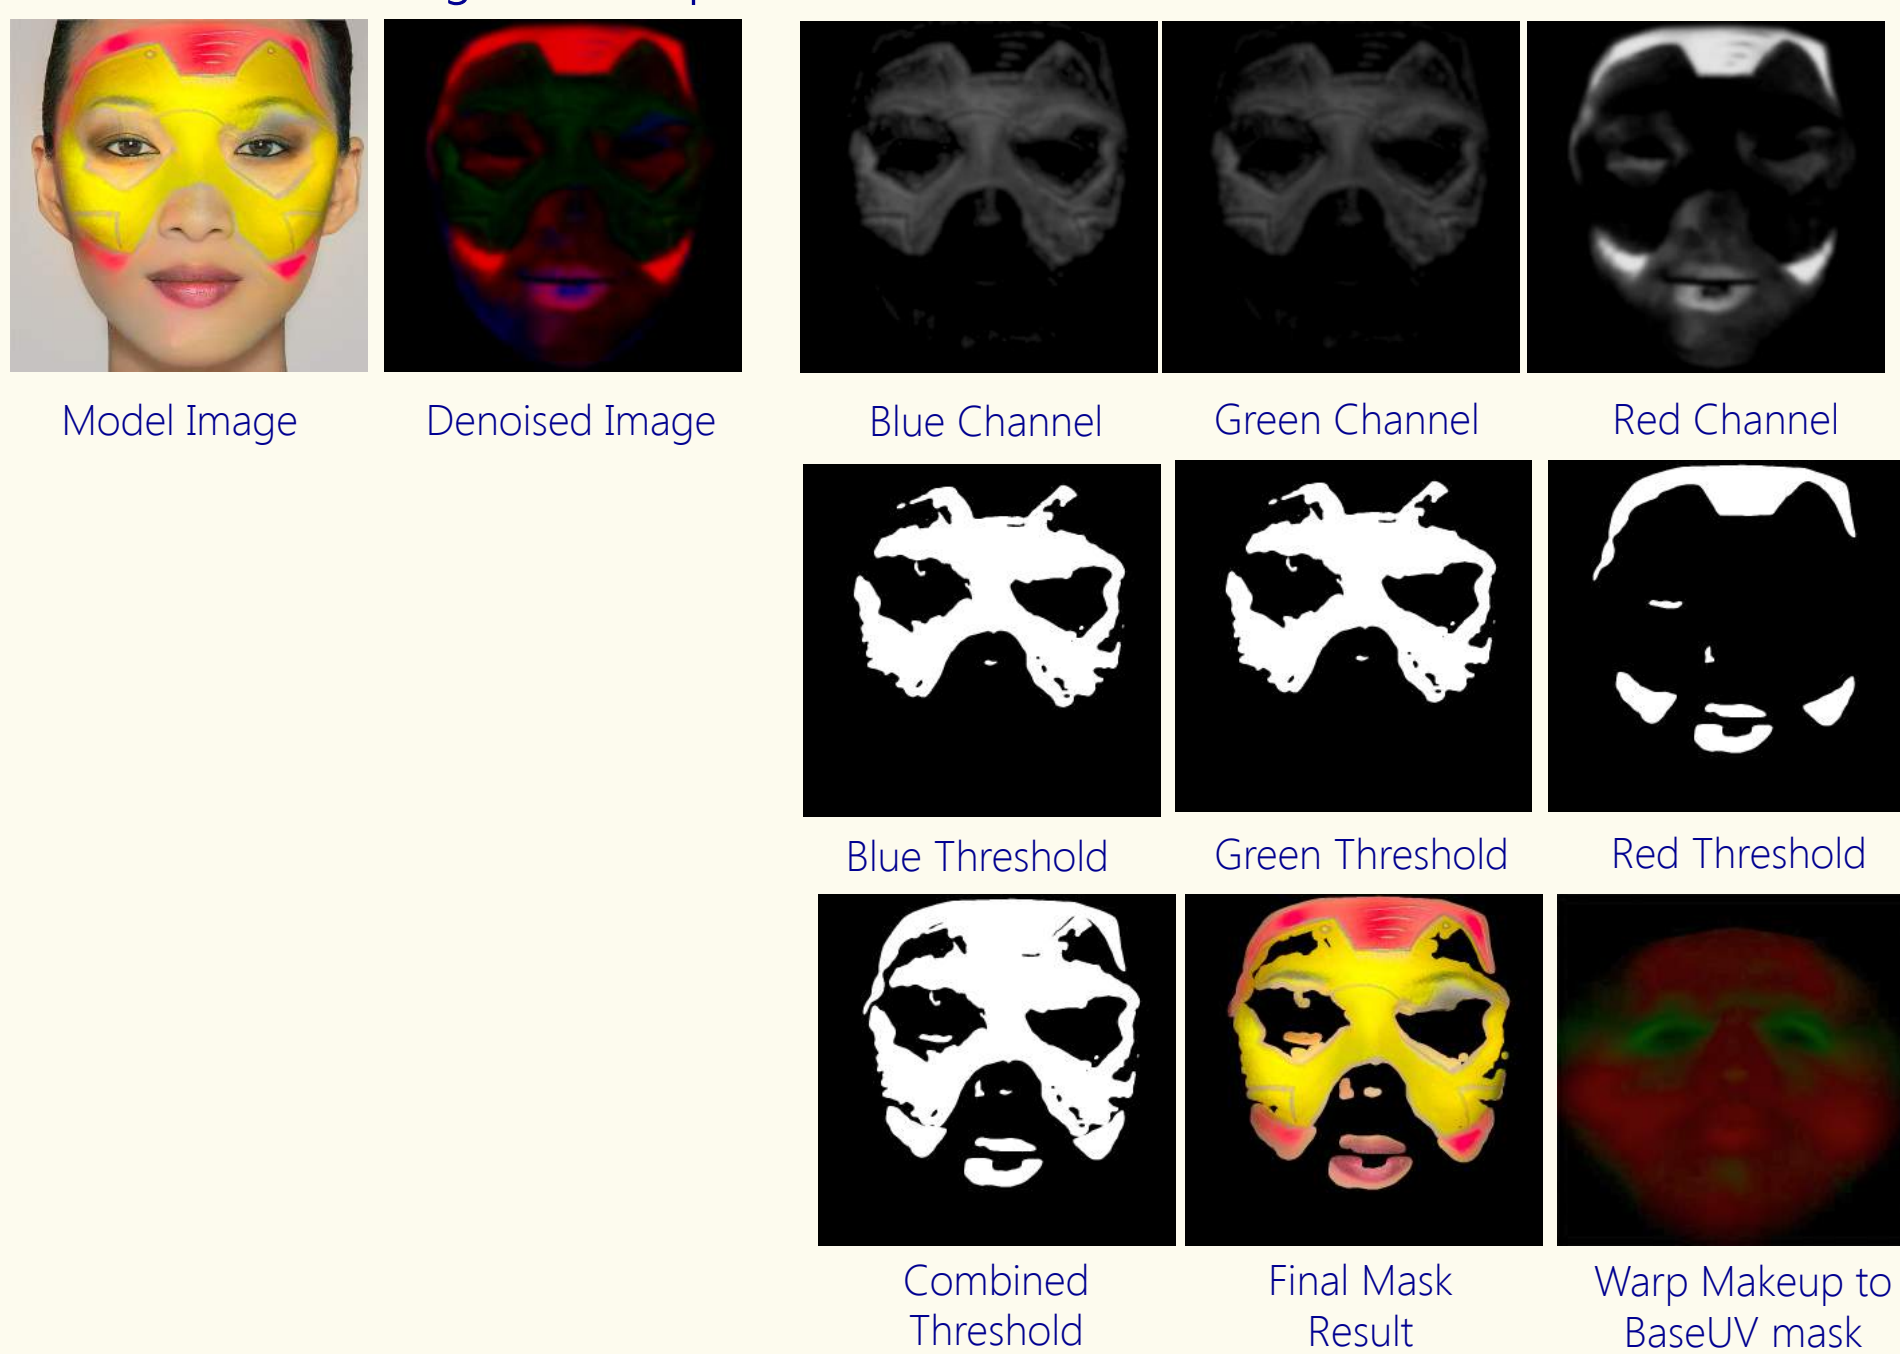 Model Image
Denoised Image
Blue Channel
Green Channel
Red Channel
Blue Threshold
Green Threshold
Red Threshold
Combined
Threshold
Final Mask
Result
Warp Makeup to
BaseUV mask